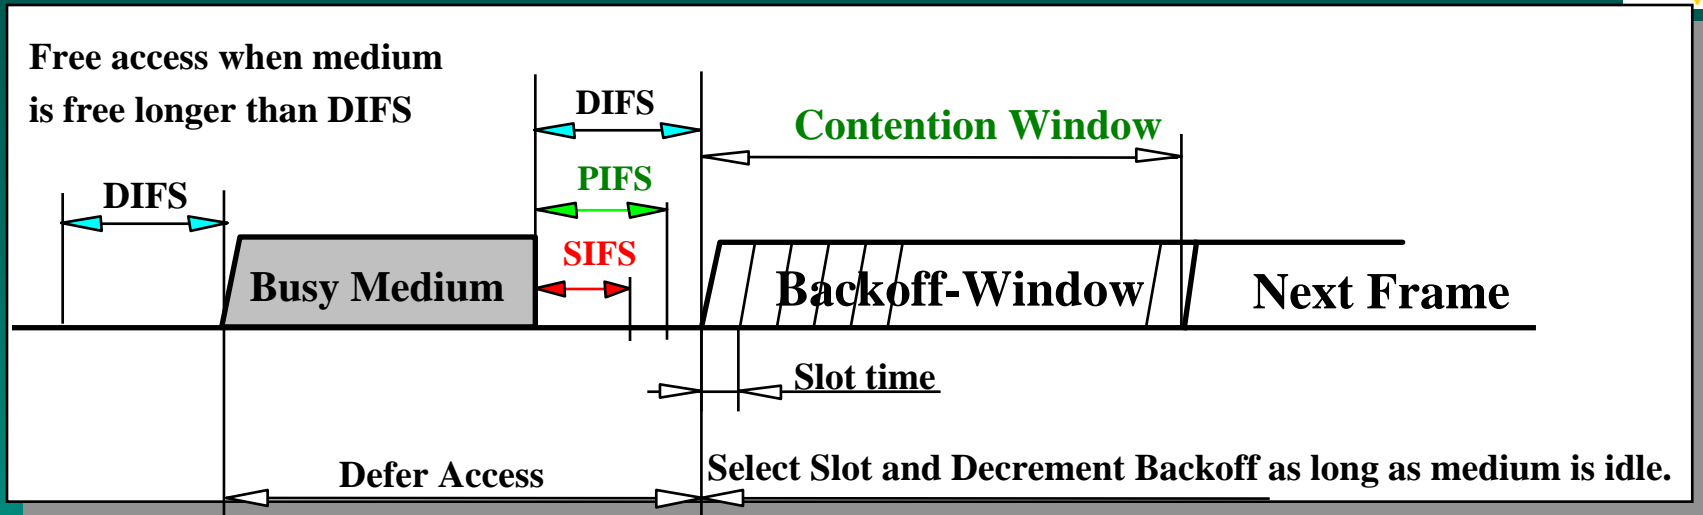 Free access when medium
is free longer than DIFS
DIFS
Contention Window
PIFS
DIFS
SIFS
Busy Medium
Backoff-Window
Next Frame
Slot time
Defer Access
Select Slot and Decrement Backoff as long as medium is idle.